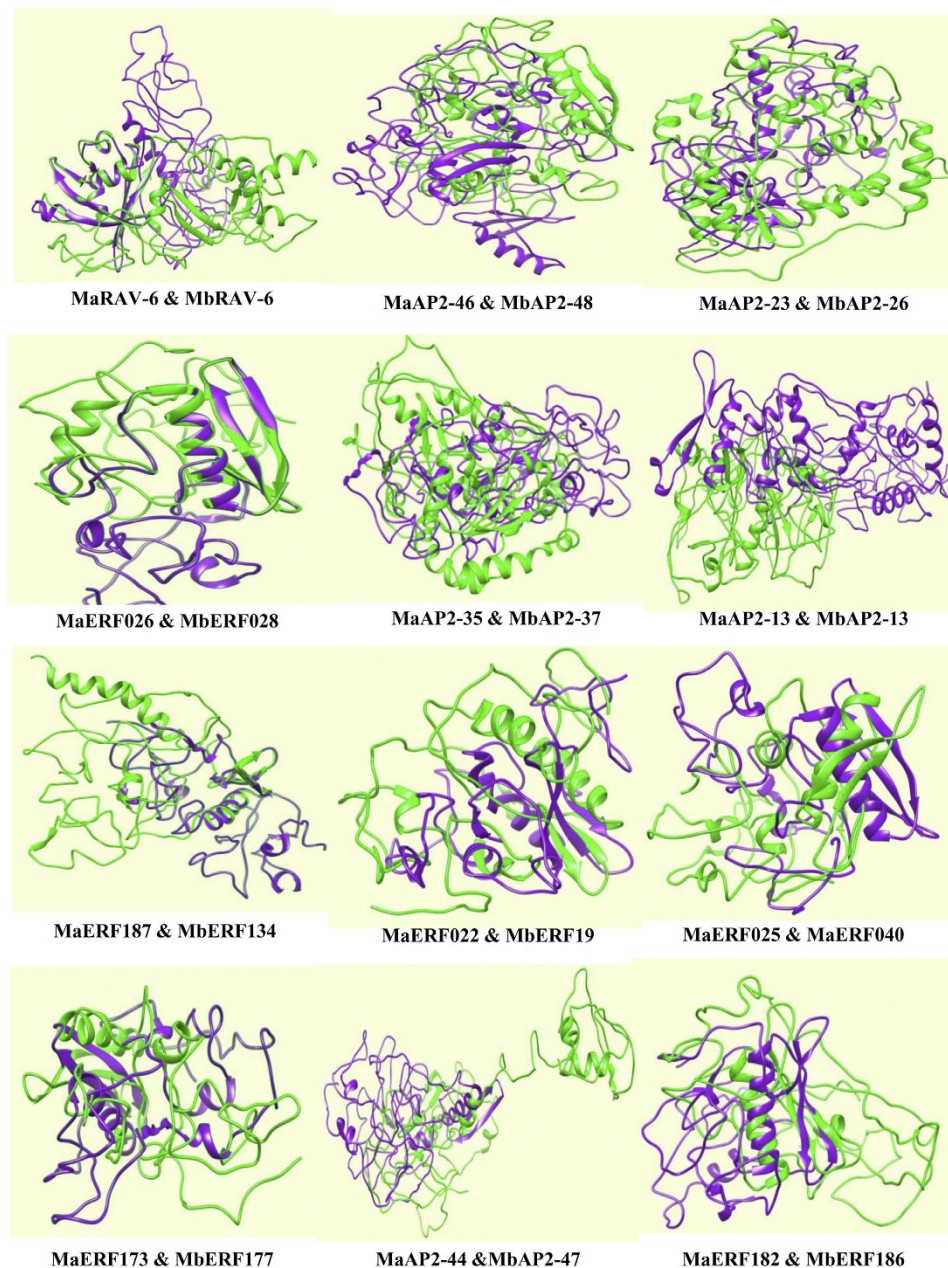 MaRAV-6 & MbRAV-6
MaAP2-46 & MbAP2-48
MaAP2-23 & MbAP2-26
MaERF026 & MbERF028
MaAP2-35 & MbAP2-37
MaAP2-13 & MbAP2-13
MaERF187 & MbERF134
MaERF022 & MbERF19
MaERF025 & MaERF040
MaERF173 & MbERF177
MaAP2-44 &MbAP2-47
MaERF182 & MbERF186